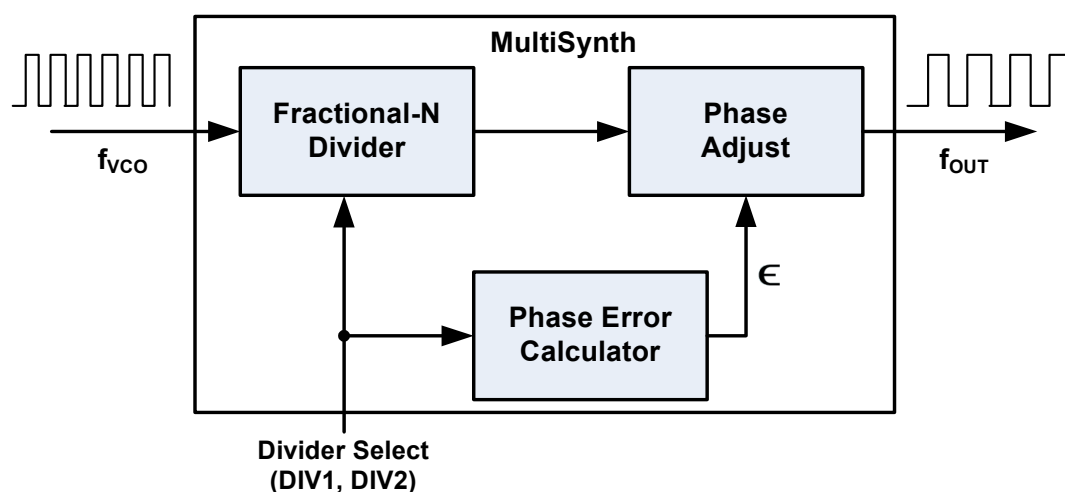 MultiSynth
Fractional-N
Divider
Phase
Adjust
fVCO
fOUT
ϵ
Phase Error
Calculator
Divider Select
(DIV1, DIV2)